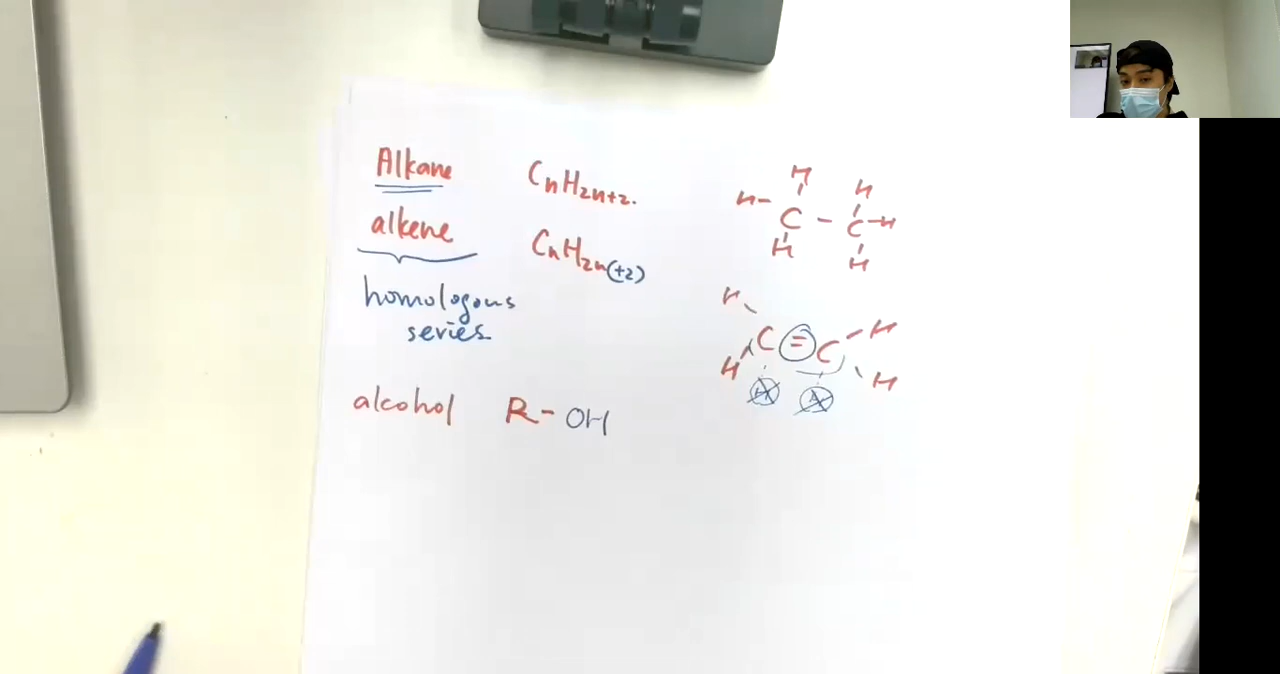 Alkane CnH2n+2.
alkene CnH2n(+2)
homologous
series
alcohol R-OH
H
H- C - C -H
H H
H
H H
C = C
H H
H H